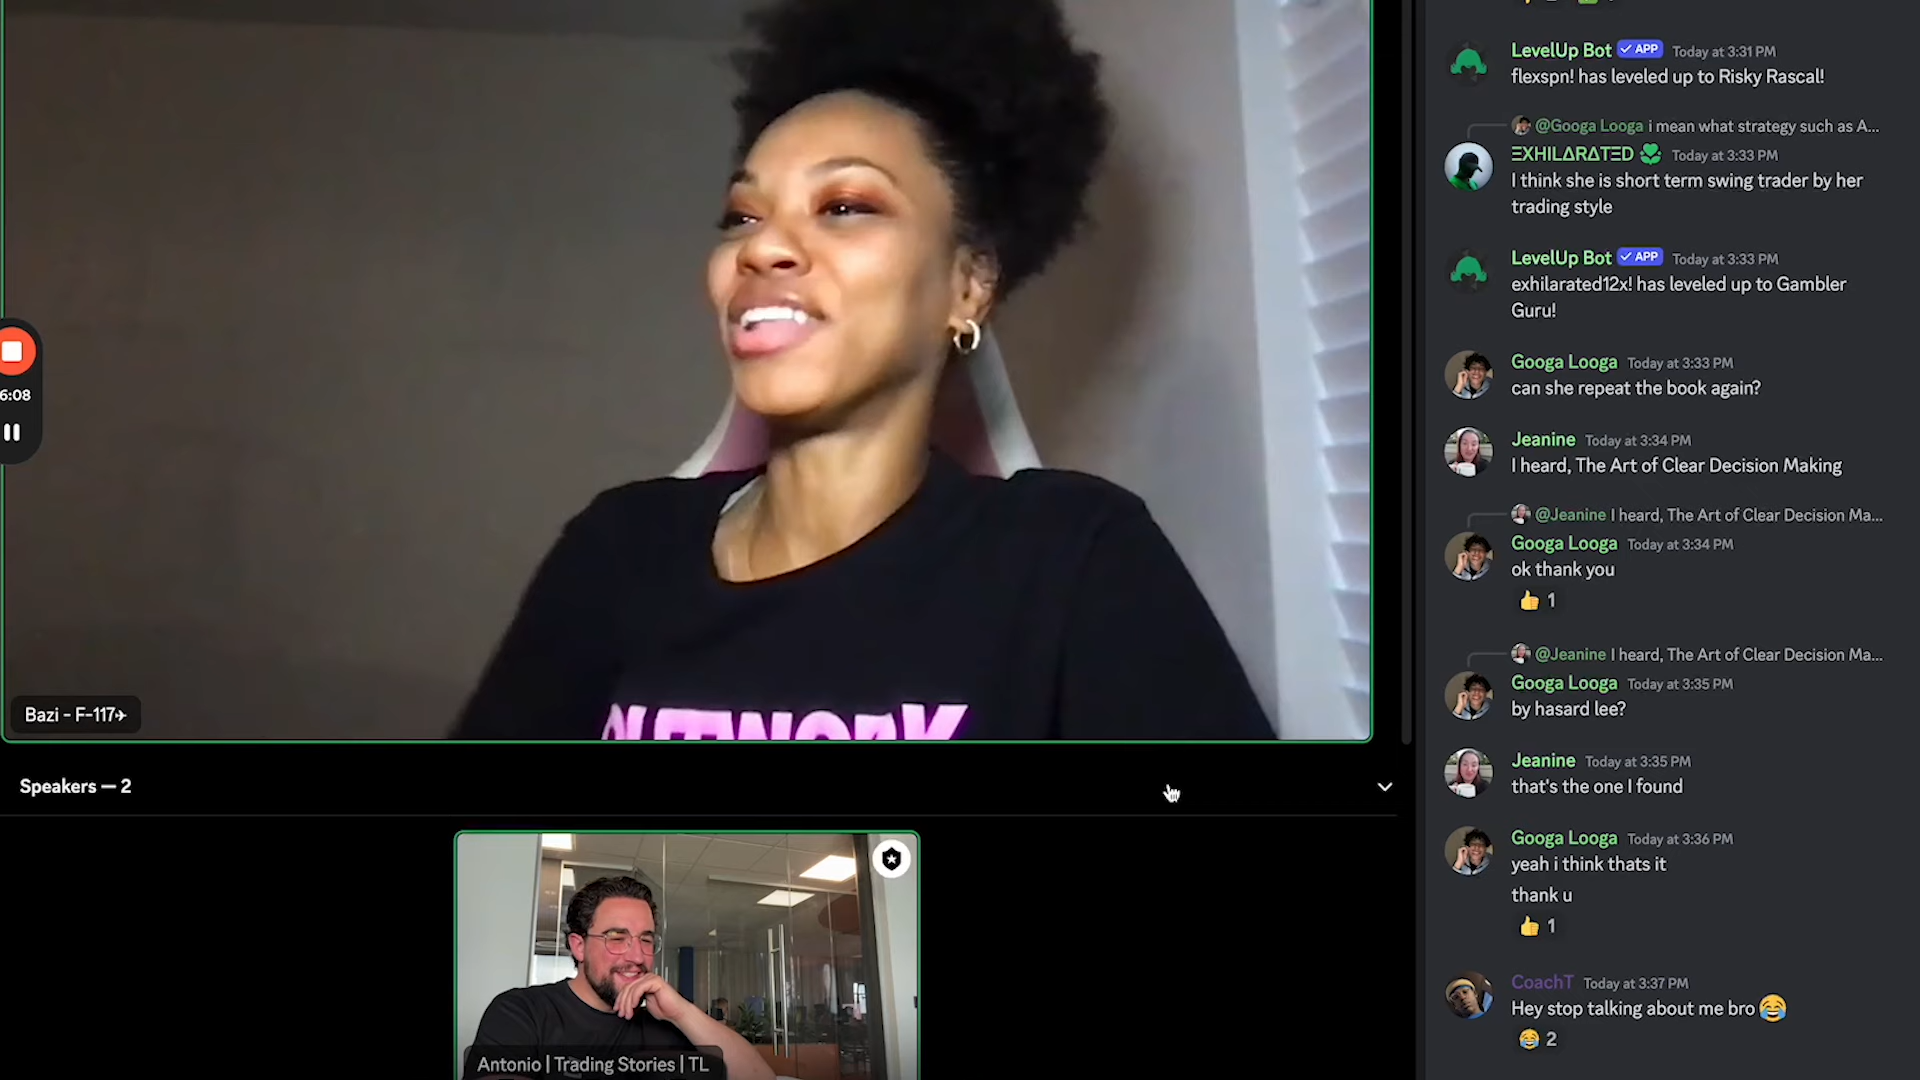 6:08
Bazi - F-117✈
Speakers — 2
Antonio | Trading Stories | TL
LevelUp Bot ✓ APP Today at 3:31 PM
flexspn! has leveled up to Risky Rascal!
@Googa Looga i mean what strategy such as A...
ΞXHILΔRΔTΞD Today at 3:33 PM
I think she is short term swing trader by her
trading style
LevelUp Bot ✓ APP Today at 3:33 PM
exhilarated12x! has leveled up to Gambler
Guru!
Googa Looga Today at 3:33 PM
can she repeat the book again?
Jeanine Today at 3:34 PM
I heard, The Art of Clear Decision Making
@Jeanine I heard, The Art of Clear Decision Ma...
Googa Looga Today at 3:34 PM
ok thank you
👍 1
@Jeanine I heard, The Art of Clear Decision Ma...
Googa Looga Today at 3:35 PM
by hasard lee?
Jeanine Today at 3:35 PM
that's the one I found
Googa Looga Today at 3:36 PM
yeah i think thats it
thank u
👍 1
CoachT Today at 3:37 PM
Hey stop talking about me bro 😂
😂 2